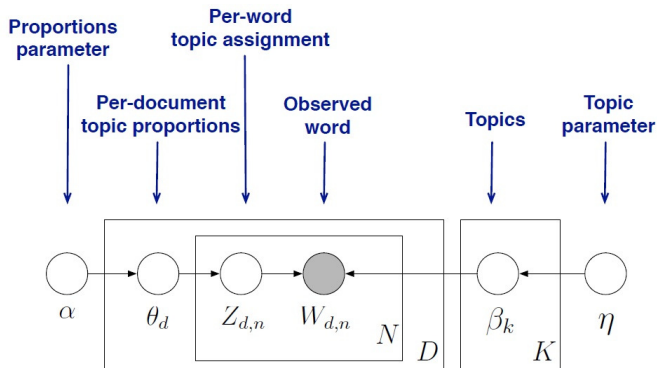 Proportions
parameter
Per-word
topic assignment
Per-document
topic proportions
Observed
word
Topics
Topic
parameter
α
θd
Zd,n
Wd,n
N
D
βk
K
η